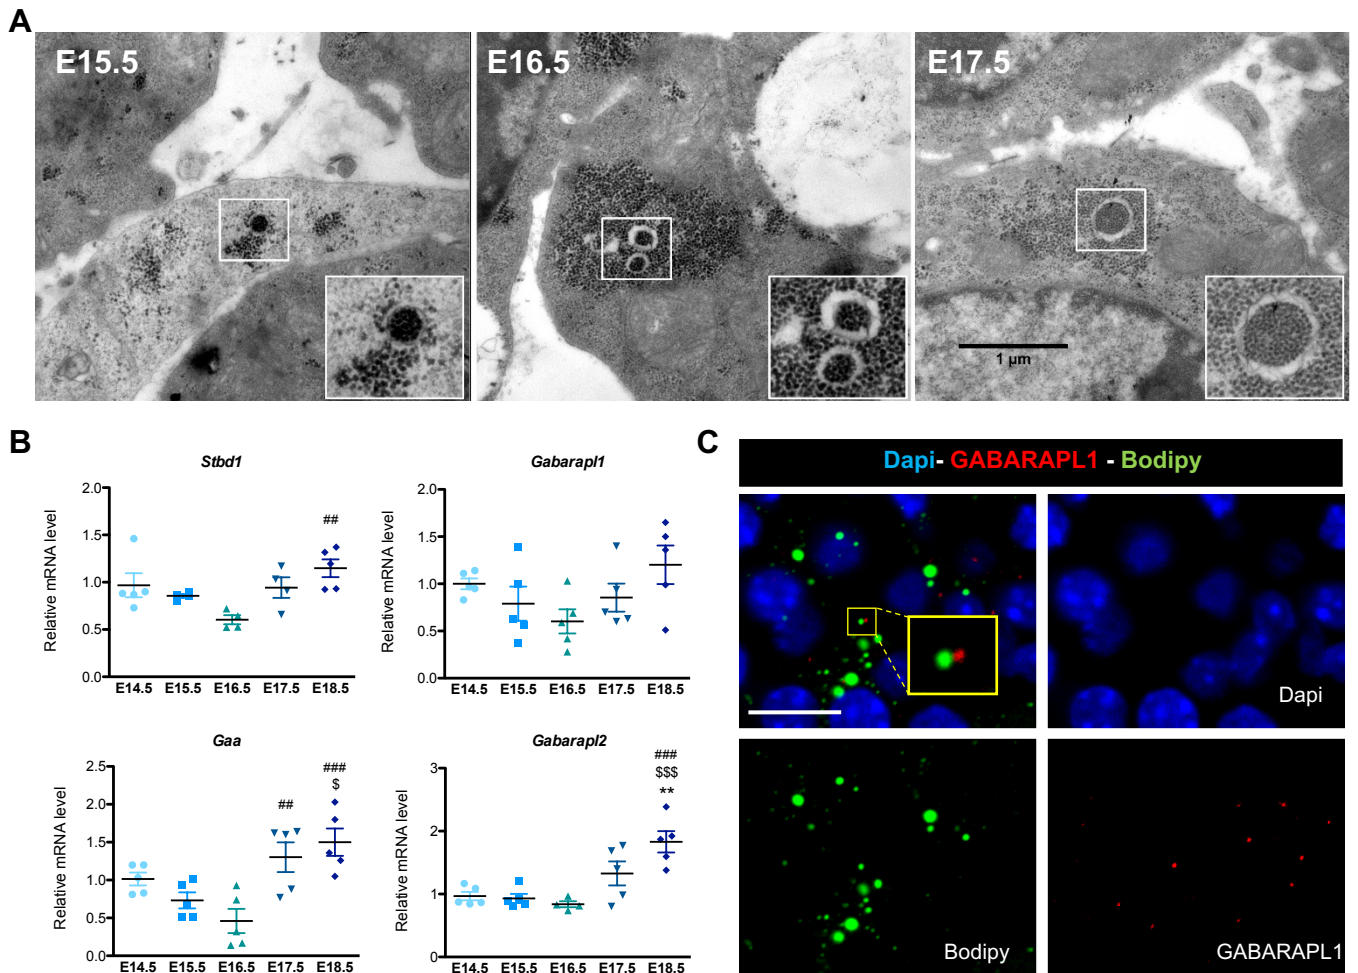 A
E15.5
E16.5
E17.5
1 µm
B
Stbd1
Relative mRNA level
2.0
1.5
1.0
0.5
0.0
##
E14.5 E15.5 E16.5 E17.5 E18.5
Gabarapl1
Relative mRNA level
2.0
1.5
1.0
0.5
0.0
E14.5 E15.5 E16.5 E17.5 E18.5
Gaa
Relative mRNA level
2.5
2.0
1.5
1.0
0.5
0.0
##
###
$
E14.5 E15.5 E16.5 E17.5 E18.5
Gabarapl2
Relative mRNA level
3
2
1
0
###
$$$
**
E14.5 E15.5 E16.5 E17.5 E18.5
C
Dapi- GABARAPL1 - Bodipy
Dapi
Bodipy
GABARAPL1